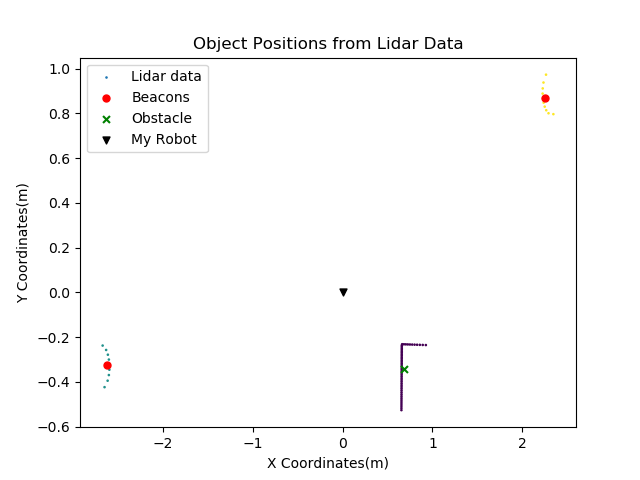 Object Positions from Lidar Data
Lidar data
Beacons
Obstacle
My Robot
Y Coordinates(m)
1.0
0.8
0.6
0.4
0.2
0.0
−0.2
−0.4
−0.6
−2
−1
0
1
2
X Coordinates(m)